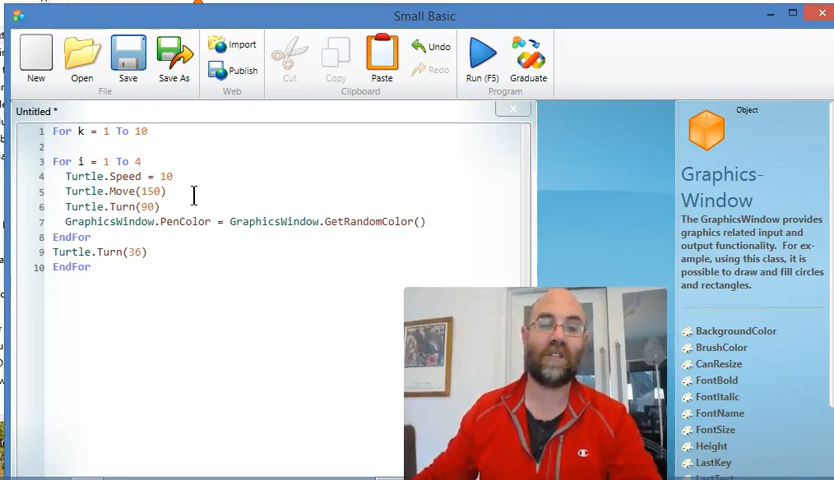 Small Basic
New
Open
Save
Save As
Import
Publish
Cut
Copy
Paste
Undo
Redo
Run (F5)
Graduate
File
Web
Clipboard
Program
Untitled *
1 For k = 1 To 10
2
3 For i = 1 To 4
4 Turtle.Speed = 10
5 Turtle.Move(150)
6 Turtle.Turn(90)
7 GraphicsWindow.PenColor = GraphicsWindow.GetRandomColor()
8 EndFor
9 Turtle.Turn(36)
10 EndFor
Object
Graphics-
Window
The GraphicsWindow provides
graphics related input and
output functionality. For ex-
ample, using this class, it is
possible to draw and fill circles
and rectangles.
BackgroundColor
BrushColor
CanResize
FontBold
FontItalic
FontName
FontSize
Height
LastKey